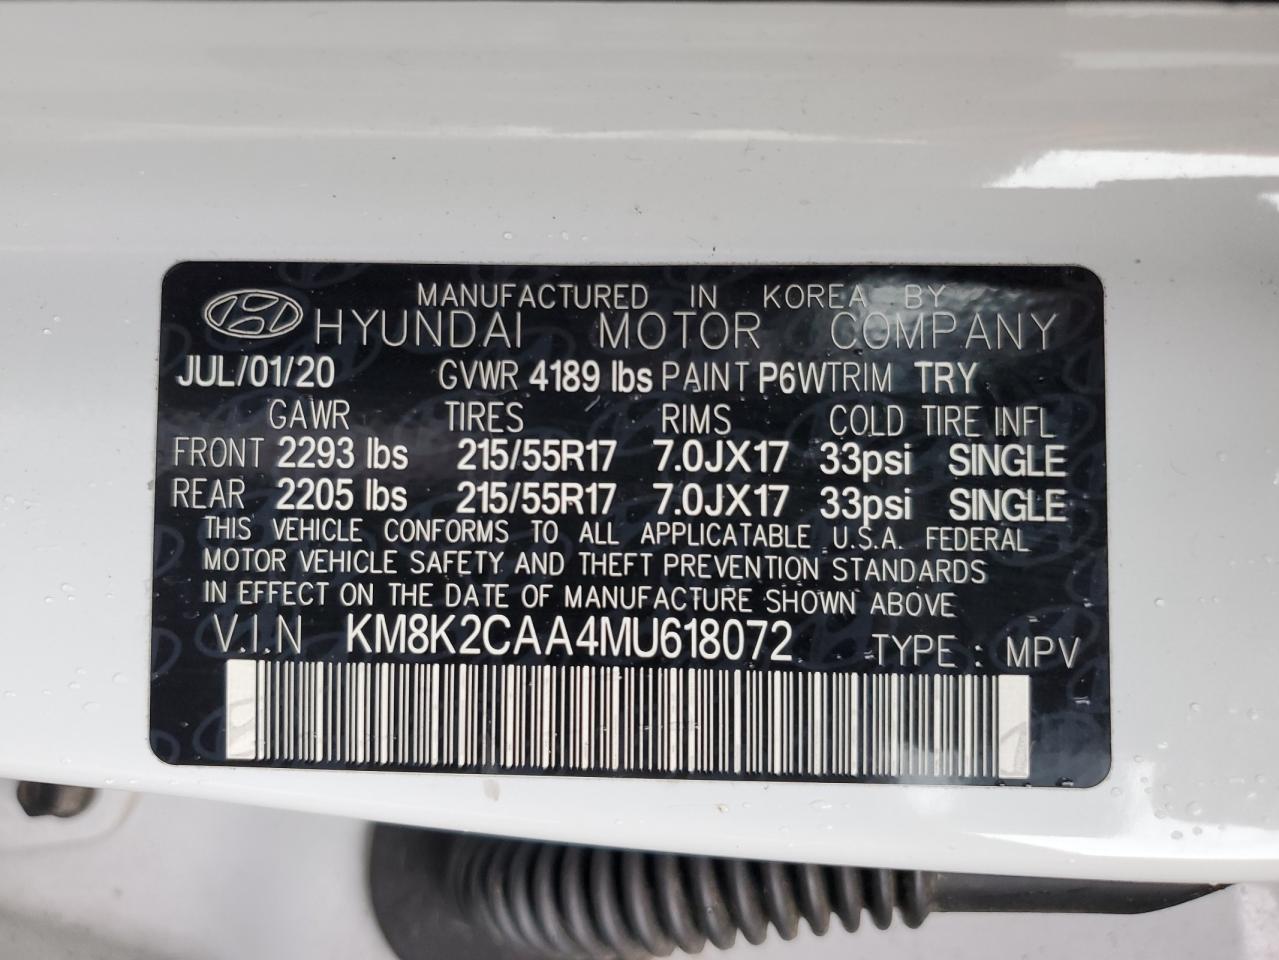 MANUFACTURED IN KOREA BY
HYUNDAI MOTOR COMPANY
JUL/01/20 GVWR 4189 lbs PAINT P6W TRIM TRY
GAWR TIRES RIMS COLD TIRE INFL
FRONT 2293 lbs 215/55R17 7.0JX17 33psi SINGLE
REAR 2205 lbs 215/55R17 7.0JX17 33psi SINGLE
THIS VEHICLE CONFORMS TO ALL APPLICATABLE U.S.A. FEDERAL
MOTOR VEHICLE SAFETY AND THEFT PREVENTION STANDARDS
IN EFFECT ON THE DATE OF MANUFACTURE SHOWN ABOVE
V.I.N KM8K2CAA4MU618072 TYPE : MPV